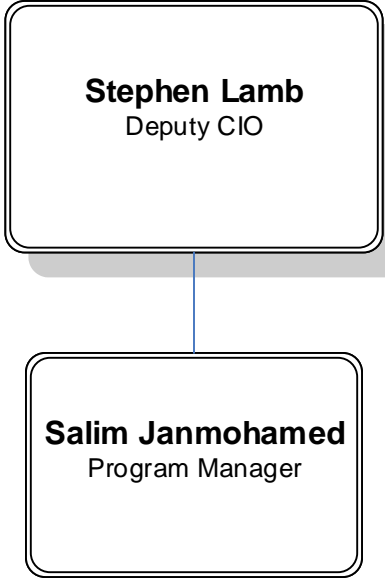 Stephen Lamb
Deputy CIO
Salim Janmohamed
Program Manager